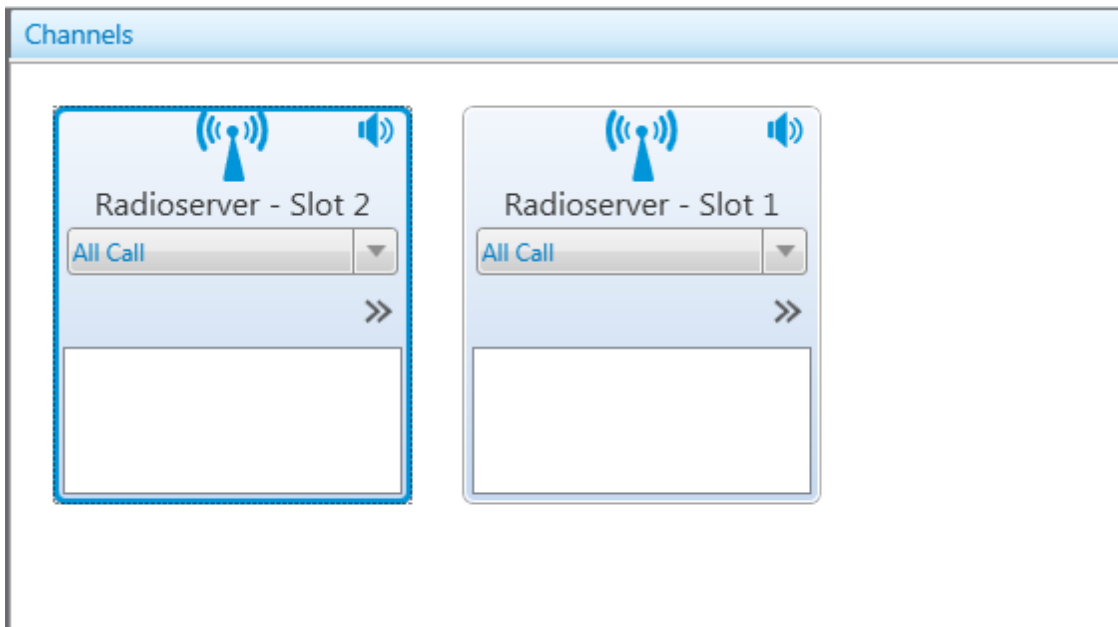 Channels
Radioserver - Slot 2
All Call
Radioserver - Slot 1
All Call